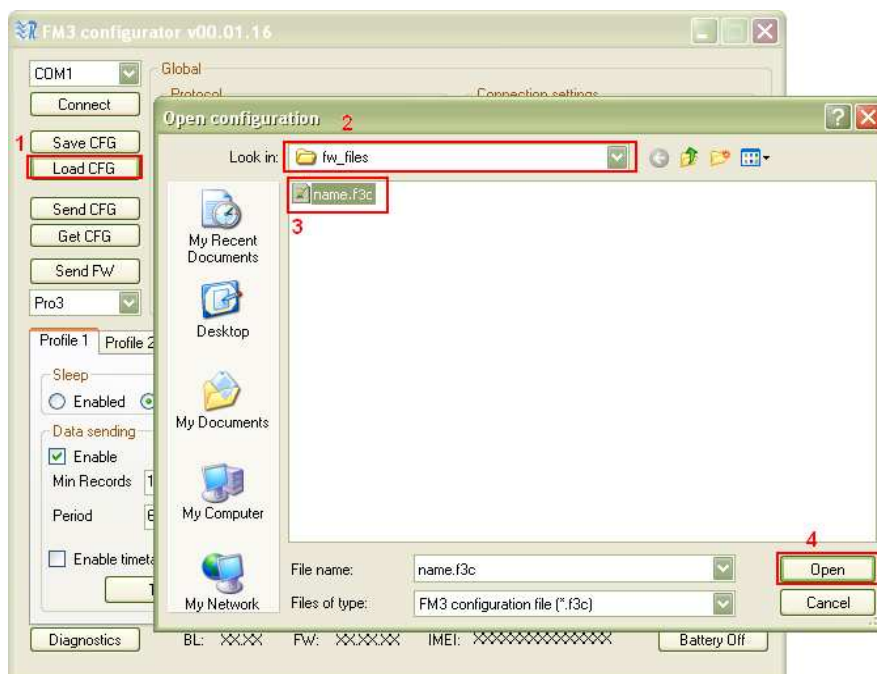 FM3 configurator v00.01.16
COM1
Global
Protocol
Connection settings
Connect
Open configuration
2
1
Save CFG
Load CFG
Look in:
fw_files
name.f3c
3
Send CFG
Get CFG
Send FW
Pro3
My Recent
Documents
Desktop
My Documents
My Computer
My Network
Profile 1
Profile 2
Sleep
Enabled
Data sending
Enable
Min Records
1
Period
6
Enable timeta
T
4
File name:
name.f3c
Open
Files of type:
FM3 configuration file (*.f3c)
Cancel
Diagnostics
BL: XX.XX
FW: XX.XX.XX
IMEI: XXXXXXXXXXXXXXX
Battery Off